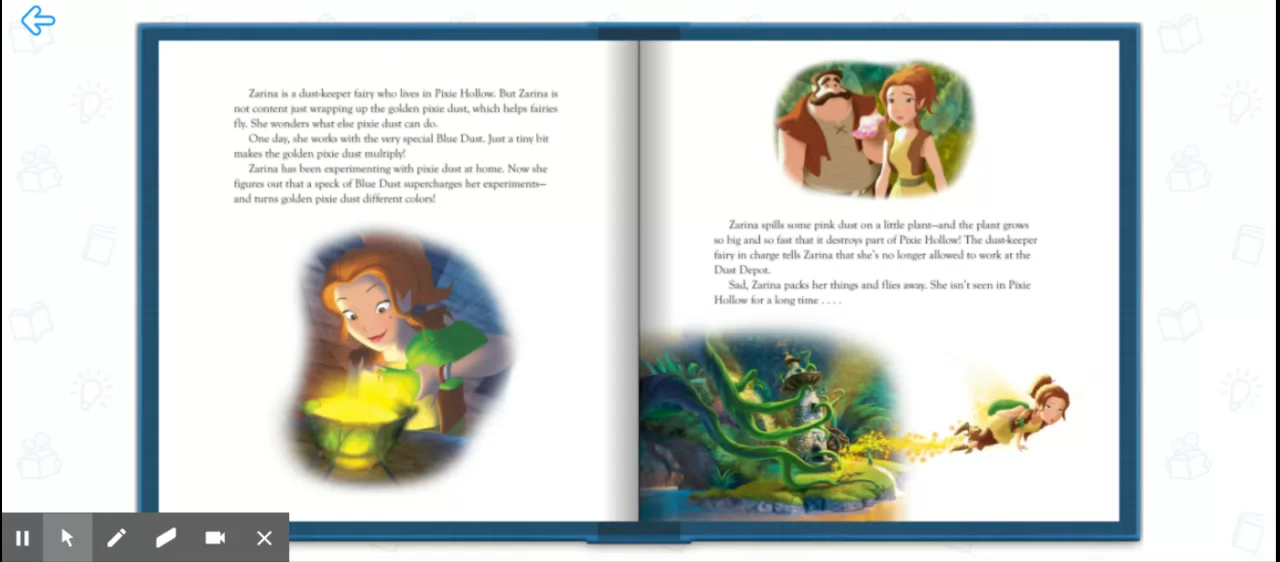 Zarina is a dust-keeper fairy who lives in Pixie Hollow. But Zarina is
not content just wrapping up the golden pixie dust, which helps fairies
fly. She wonders what else pixie dust can do.
One day, she works with the very special Blue Dust. Just a tiny bit
makes the golden pixie dust multiply!
Zarina has been experimenting with pixie dust at home. Now she
figures out that a speck of Blue Dust supercharges her experiments—
and turns golden pixie dust different colors!
Zarina spills some pink dust on a little plant—and the plant grows
so big and so fast that it destroys part of Pixie Hollow! The dust-keeper
fairy in charge tells Zarina that she's no longer allowed to work at the
Dust Depot.
Sad, Zarina packs her things and flies away. She isn't seen in Pixie
Hollow for a long time . . . .